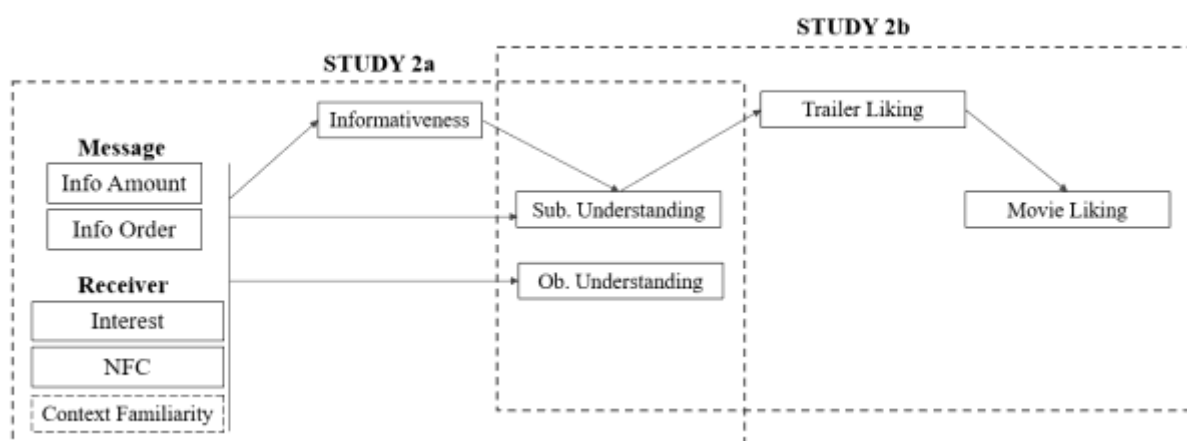 STUDY 2b
STUDY 2a
Informativeness
Trailer Liking
Message
Info Amount
Info Order
Sub. Understanding
Movie Liking
Ob. Understanding
Receiver
Interest
NFC
Context Familiarity